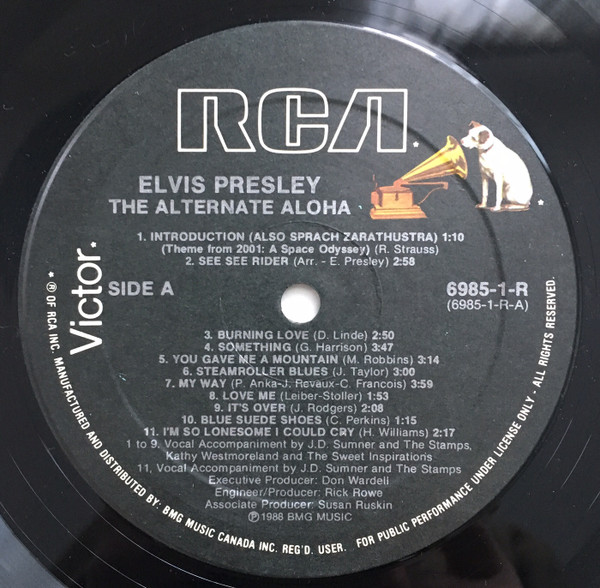 RCA
ELVIS PRESLEY
THE ALTERNATE ALOHA
1. INTRODUCTION (ALSO SPRACH ZARATHUSTRA) 1:10
(Theme from 2001: A Space Odyssey) (R. Strauss)
2. SEE SEE RIDER (Arr. - E. Presley) 2:58
Victor.
SIDE A
6985-1-R
(6985-1-R-A)
3. BURNING LOVE (D. Linde) 2:50
4. SOMETHING (G. Harrison) 3:47
5. YOU GAVE ME A MOUNTAIN (M. Robbins) 3:14
6. STEAMROLLER BLUES (J. Taylor) 3:00
7. MY WAY (P. Anka-J. Revaux-C. Francois) 3:59
8. LOVE ME (Leiber-Stoller) 1:53
9. IT'S OVER (J. Rodgers) 2:08
10. BLUE SUEDE SHOES (C. Perkins) 1:15
11. I'M SO LONESOME I COULD CRY (H. Williams) 2:17
1 to 9. Vocal Accompaniment by J.D. Sumner and The Stamps,
Kathy Westmoreland and The Sweet Inspirations
11, Vocal Accompaniment by J.D. Sumner and The Stamps
Executive Producer: Don Wardell
Engineer/Producer: Rick Rowe
Associate Producer: Susan Ruskin
℗1988 BMG MUSIC
* ® OF RCA INC. MANUFACTURED AND DISTRIBUTED BY: BMG MUSIC CANADA INC. REG'D. USER. FOR PUBLIC PERFORMANCE UNDER LICENSE ONLY - ALL RIGHTS RESERVED.